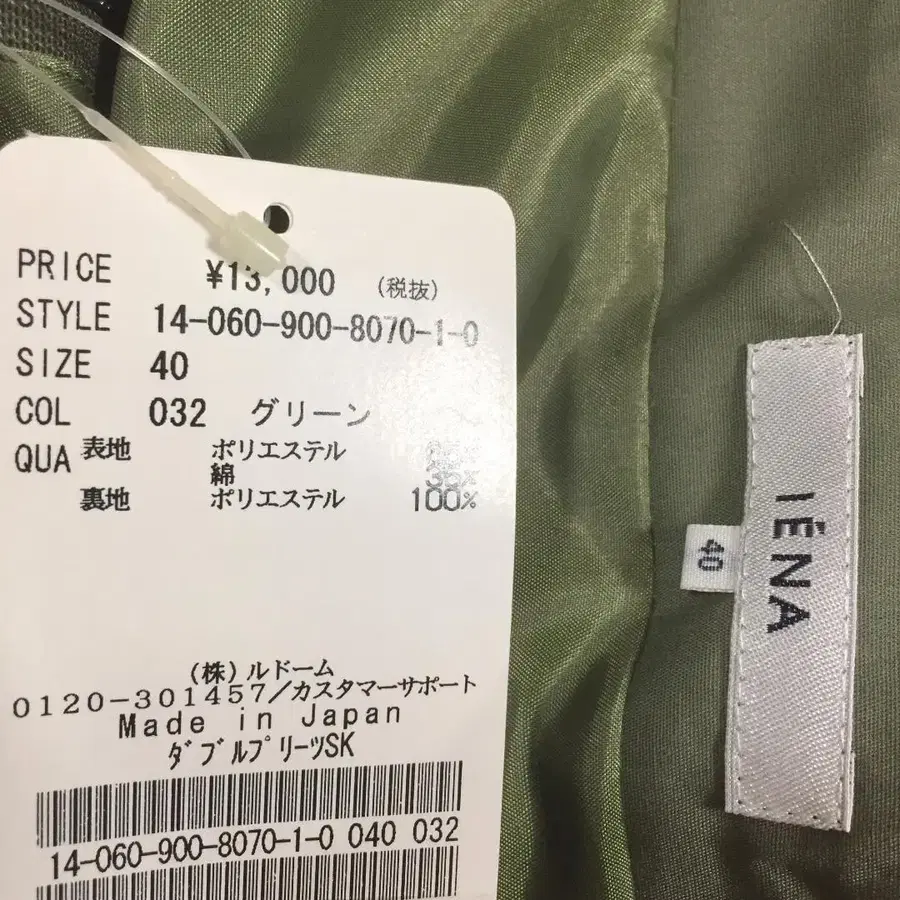 PRICE ¥13,000 (税抜)
STYLE 14-060-900-8070-1-0
SIZE 40
COL 032 グリーン
QUA 表地 ポリエステル
綿 35%
裏地 ポリエステル 100%
(株)ルドーム
0120-301457/カスタマーサポート
Made in Japan
ダブルプリーツSK
14-060-900-8070-1-0 040 032
IÉNA
40